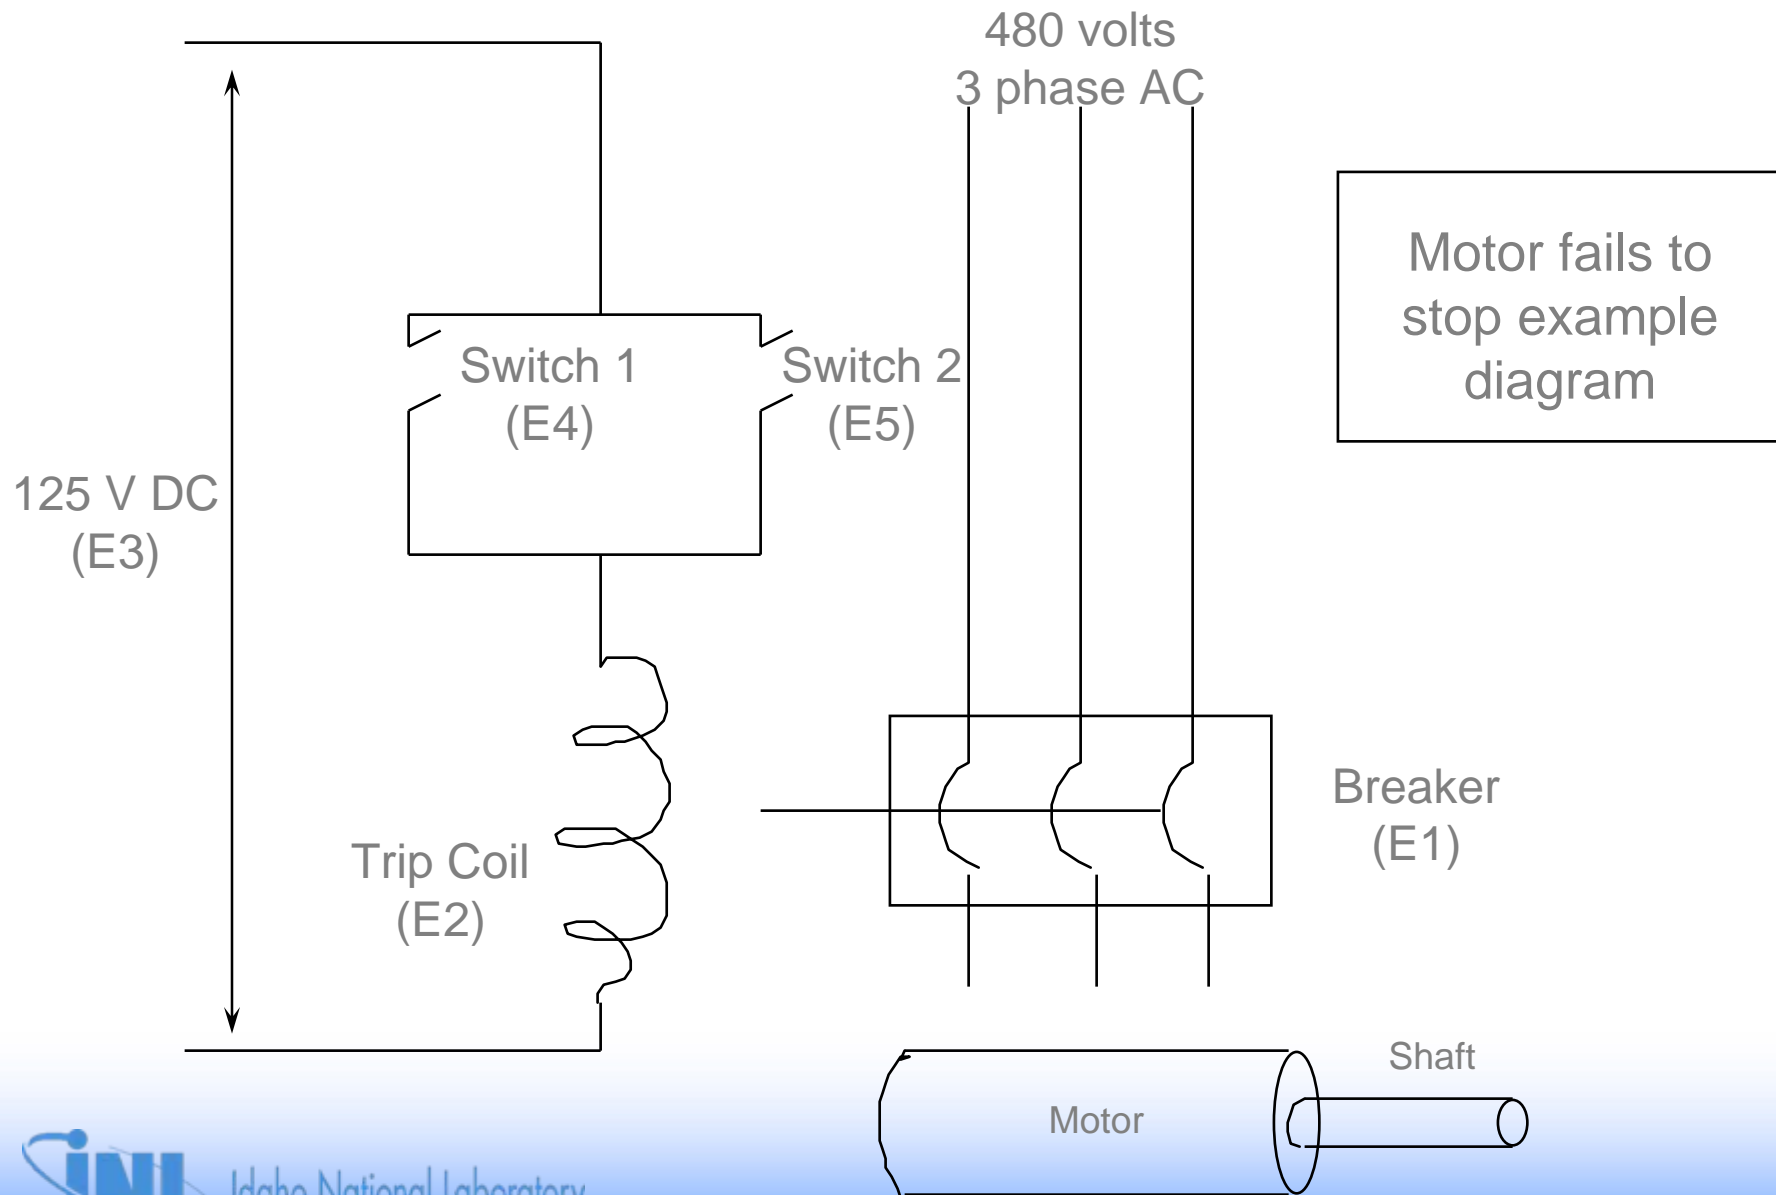 480 volts
3 phase AC
Motor fails to
stop example
diagram
Switch 1
(E4)
Switch 2
(E5)
125 V DC
(E3)
Breaker
(E1)
Trip Coil
(E2)
Shaft
Motor
INL
Idaho National Laboratory